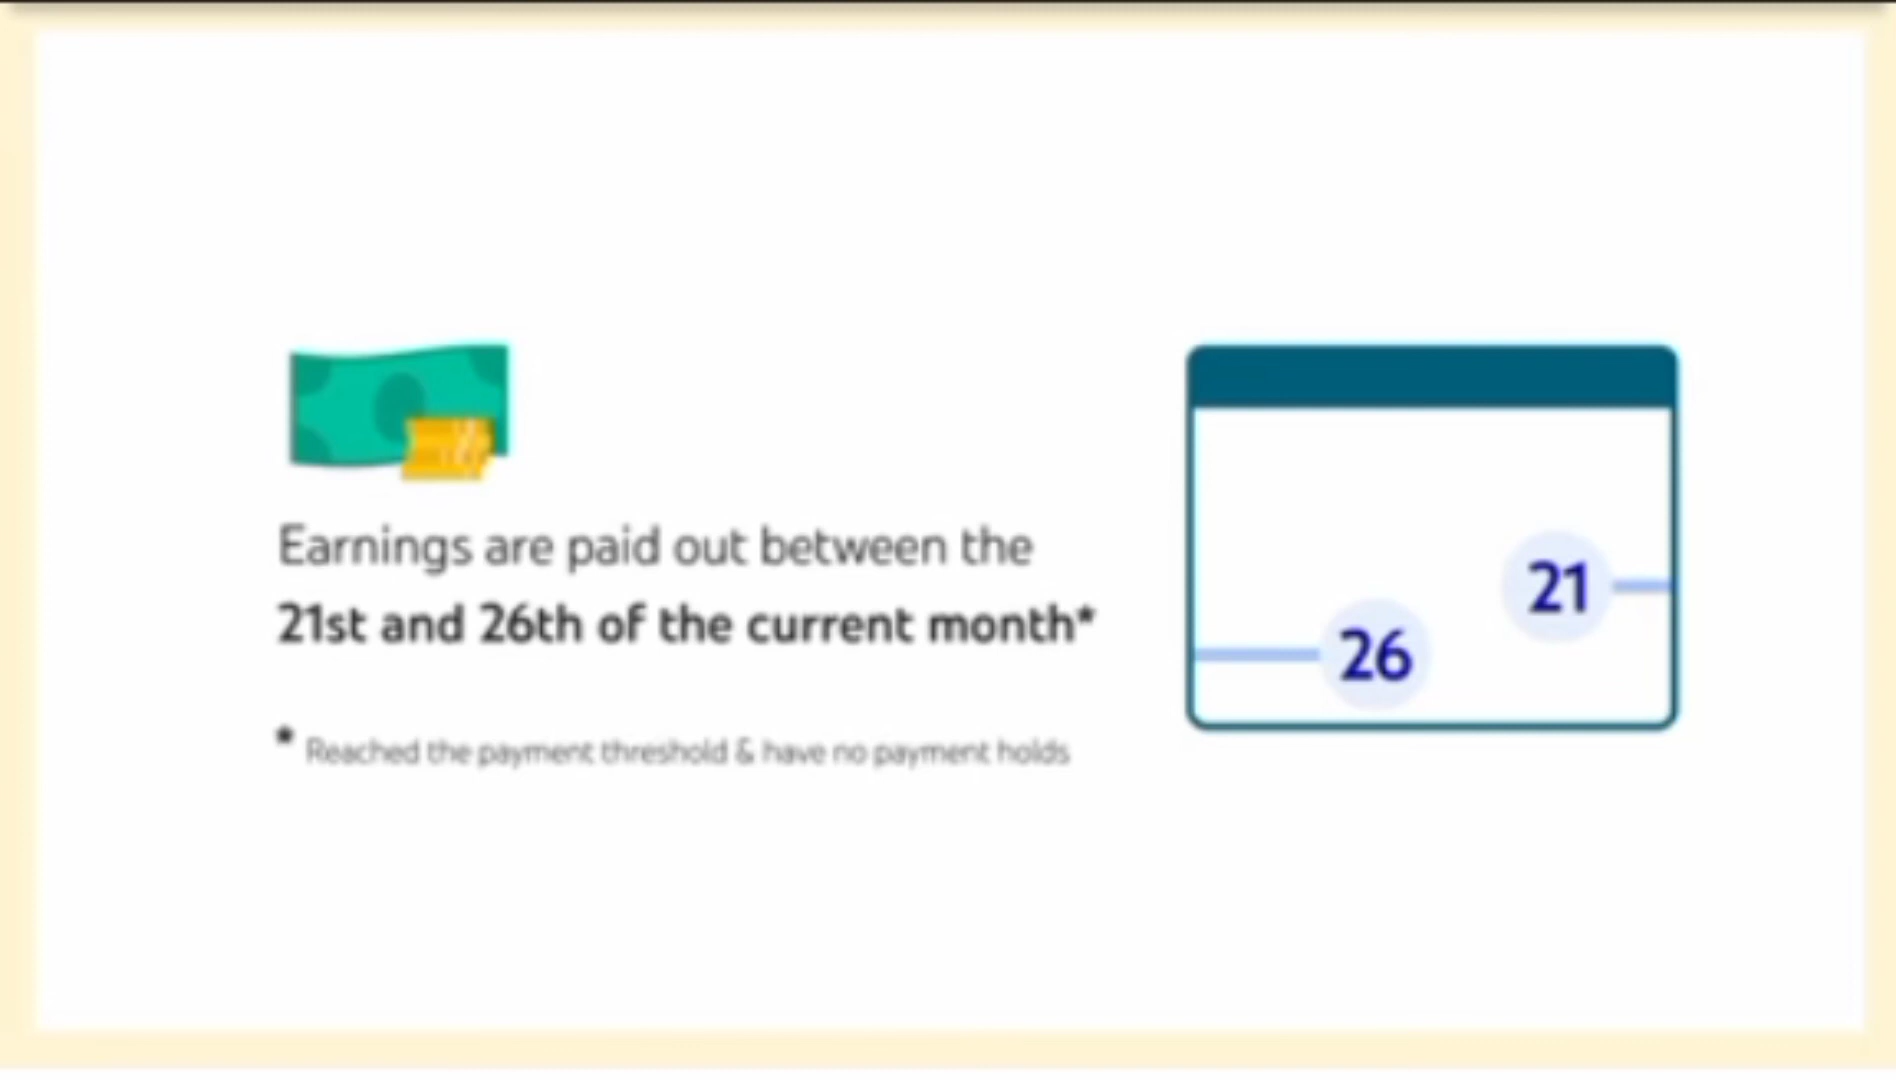 Earnings are paid out between the
21st and 26th of the current month*
* Reached the payment threshold & have no payment holds
21
26